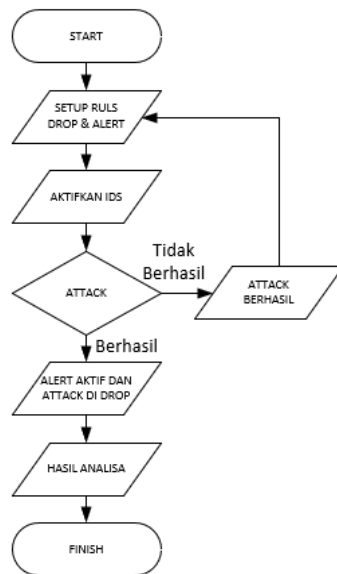 START
SETUP RULS
DROP & ALERT
AKTIFKAN IDS
ATTACK
Tidak
Berhasil
ATTACK
BERHASIL
Berhasil
ALERT AKTIF DAN
ATTACK DI DROP
HASIL ANALISA
FINISH